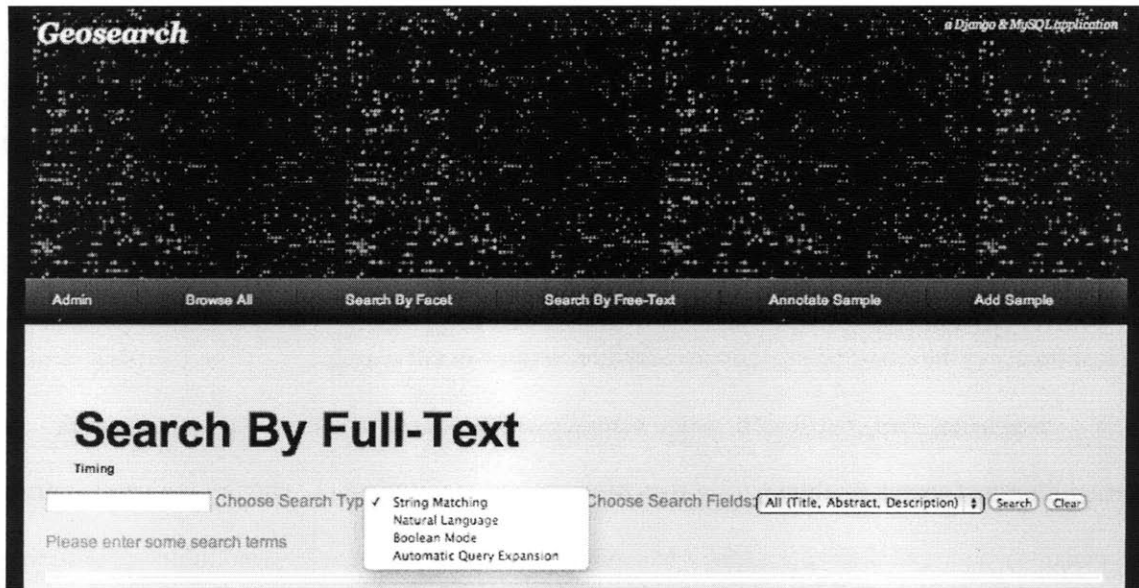 Geosearch
a Django & MySQL application
Admin Browse All Search By Facet Search By Free-Text Annotate Sample Add Sample
Search By Full-Text
Timing
Choose Search Typ ✓ String Matching Choose Search Fields: All (Title, Abstract, Description) Search Clear
Natural Language
Boolean Mode
Automatic Query Expansion
Please enter some search terms